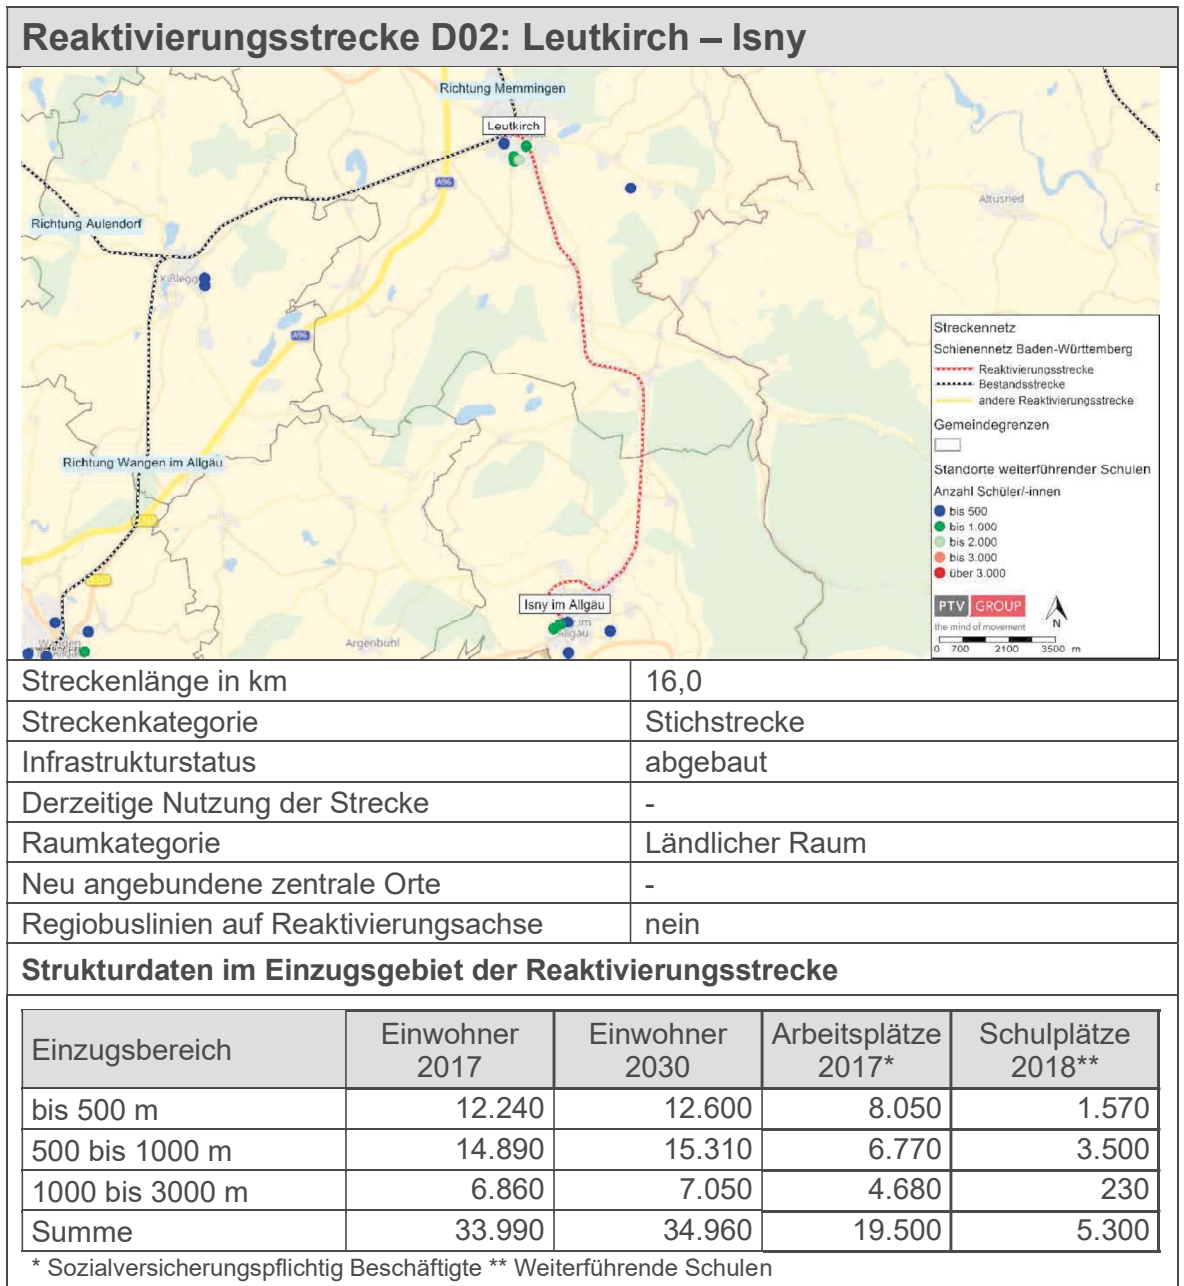 Reaktivierungsstrecke D02: Leutkirch – Isny
Richtung Memmingen
Leutkirch
A96
Altusned
Richtung Aulendorf
Kißlegg
A96
Streckennetz
Schienennetz Baden-Württemberg
Reaktivierungsstrecke
Bestandsstrecke
andere Reaktivierungsstrecke
Gemeindegrenzen
Standorte weiterführender Schulen
Anzahl Schüler/-innen
bis 500
bis 1.000
bis 2.000
bis 3.000
über 3.000
PTV GROUP
the mind of movement
N
0 700 2100 3500 m
Richtung Wangen im Allgäu
Isny im Allgäu
im
Allgäu
Argenbühl
Wangen
Streckenlänge in km 16,0
Streckenkategorie Stichstrecke
Infrastrukturstatus abgebaut
Derzeitige Nutzung der Strecke -
Raumkategorie Ländlicher Raum
Neu angebundene zentrale Orte -
Regiobuslinien auf Reaktivierungsachse nein
Strukturdaten im Einzugsgebiet der Reaktivierungsstrecke
Einzugsbereich Einwohner 2017 Einwohner 2030 Arbeitsplätze 2017* Schulplätze 2018**
bis 500 m 12.240 12.600 8.050 1.570
500 bis 1000 m 14.890 15.310 6.770 3.500
1000 bis 3000 m 6.860 7.050 4.680 230
Summe 33.990 34.960 19.500 5.300
* Sozialversicherungspflichtig Beschäftigte ** Weiterführende Schulen